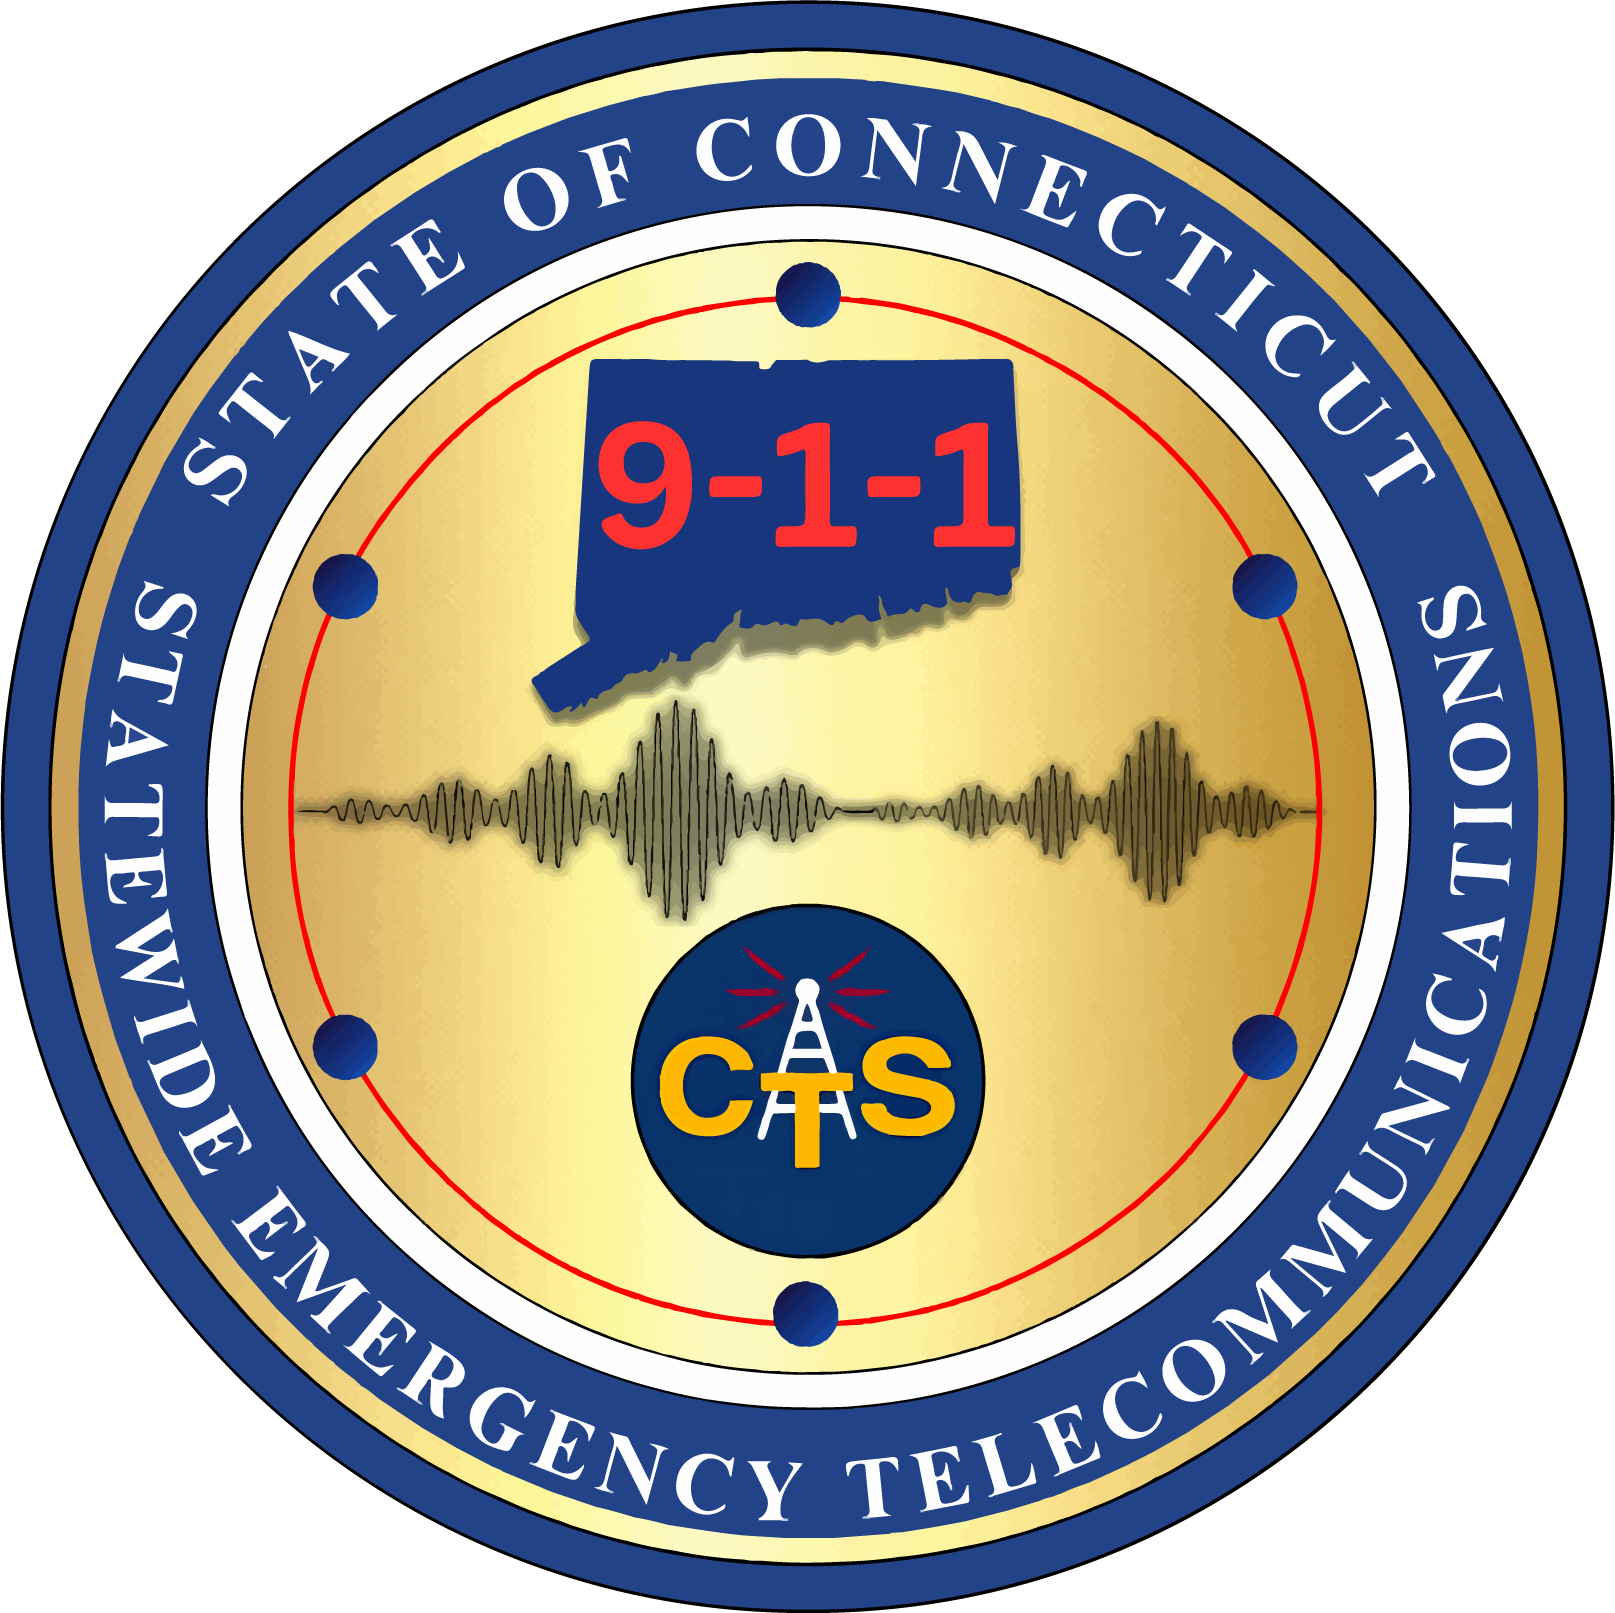 STATE OF CONNECTICUT
9-1-1
CTS
STATEWIDE EMERGENCY TELECOMMUNICATIONS